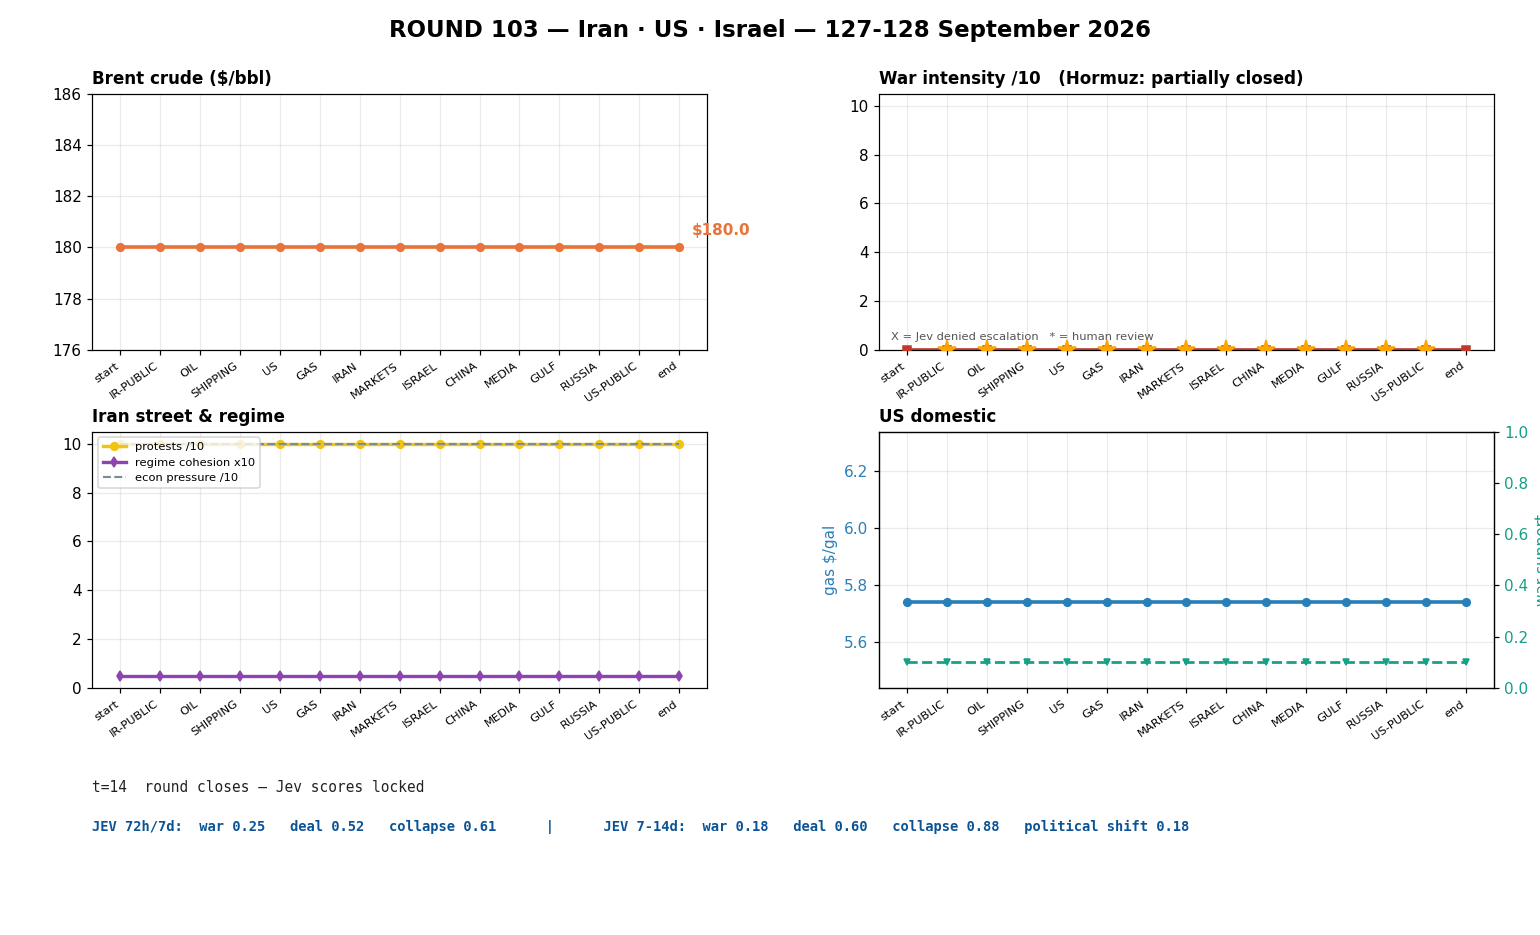 ROUND 103 — Iran · US · Israel — 127-128 September 2026
Brent crude ($/bbl)
186
184
182
180
178
176
$180.0
start
IR-PUBLIC
OIL
SHIPPING
US
GAS
IRAN
MARKETS
ISRAEL
CHINA
MEDIA
GULF
RUSSIA
US-PUBLIC
end
War intensity /10 (Hormuz: partially closed)
10
8
6
4
2
0
X = Jev denied escalation * = human review
start
IR-PUBLIC
OIL
SHIPPING
US
GAS
IRAN
MARKETS
ISRAEL
CHINA
MEDIA
GULF
RUSSIA
US-PUBLIC
end
Iran street & regime
10
8
6
4
2
0
protests /10
regime cohesion x10
econ pressure /10
start
IR-PUBLIC
OIL
SHIPPING
US
GAS
IRAN
MARKETS
ISRAEL
CHINA
MEDIA
GULF
RUSSIA
US-PUBLIC
end
US domestic
gas $/gal
6.2
6.0
5.8
5.6
1.0
0.8
0.6
0.4
0.2
0.0
war support
start
IR-PUBLIC
OIL
SHIPPING
US
GAS
IRAN
MARKETS
ISRAEL
CHINA
MEDIA
GULF
RUSSIA
US-PUBLIC
end
t=14 round closes — Jev scores locked
JEV 72h/7d: war 0.25 deal 0.52 collapse 0.61 | JEV 7-14d: war 0.18 deal 0.60 collapse 0.88 political shift 0.18